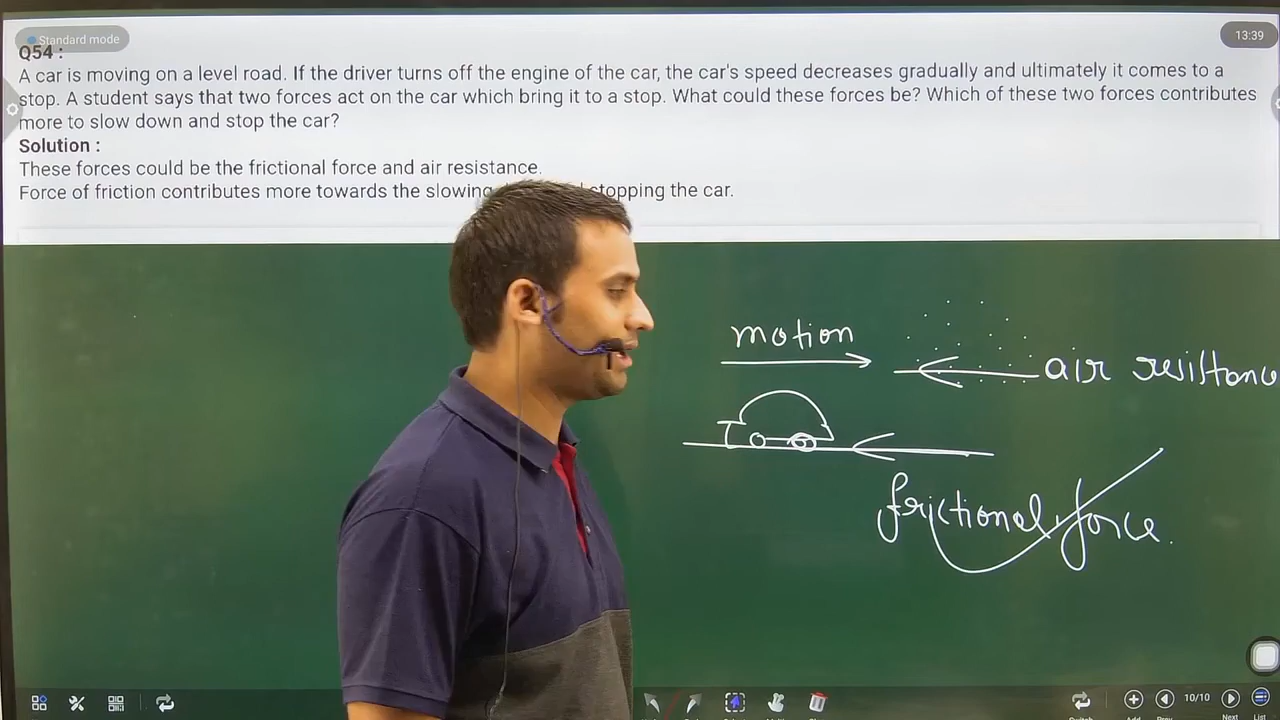 Standard mode
13:39
Q54 :
A car is moving on a level road. If the driver turns off the engine of the car, the car's speed decreases gradually and ultimately it comes to a
stop. A student says that two forces act on the car which bring it to a stop. What could these forces be? Which of these two forces contributes
more to slow down and stop the car?
Solution :
These forces could be the frictional force and air resistance.
Force of friction contributes more towards the slowing stopping the car.
motion
air resistance
frictional force.
10/10
Next